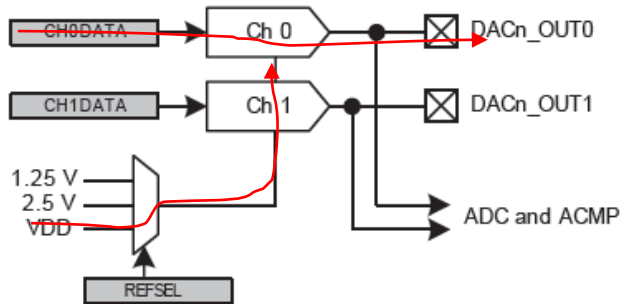 CH0DATA
Ch 0
DACn_OUT0
CH1DATA
Ch 1
DACn_OUT1
1.25 V
2.5 V
VDD
ADC and ACMP
REFSEL